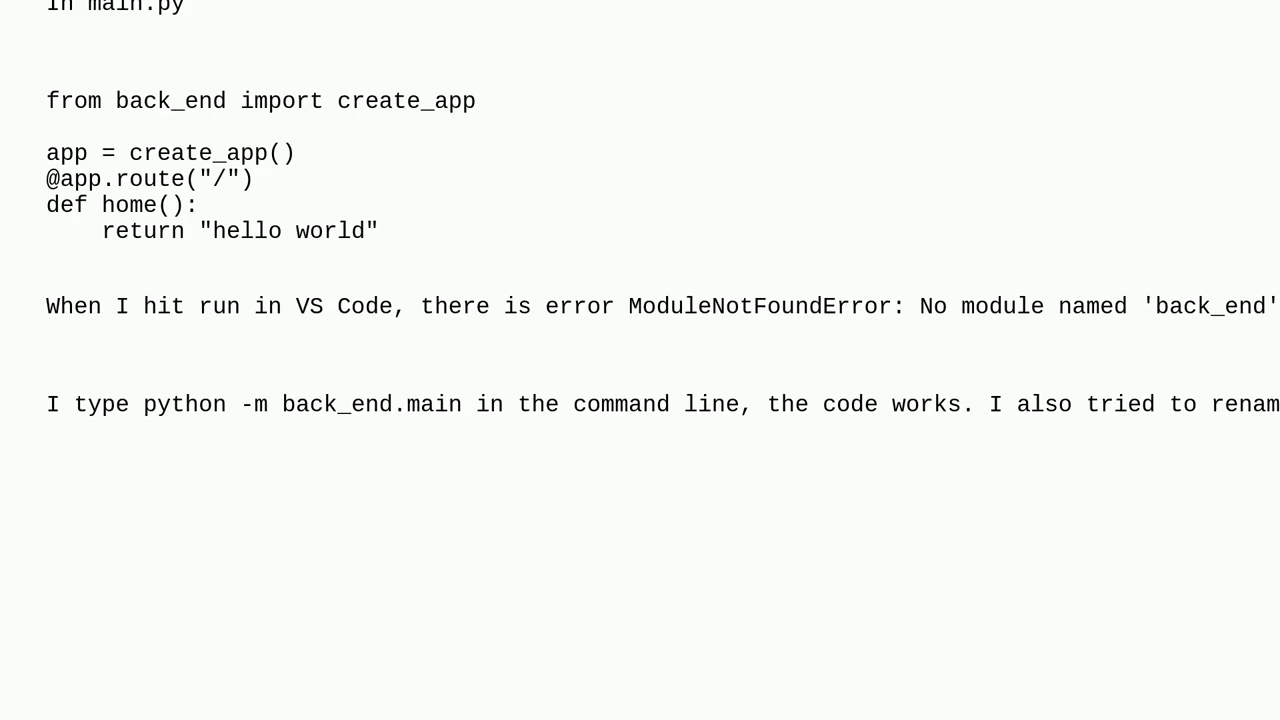 In main.py
from back_end import create_app
app = create_app()
@app.route("/")
def home():
    return "hello world"
When I hit run in VS Code, there is error ModuleNotFoundError: No module named 'back_end'
I type python -m back_end.main in the command line, the code works. I also tried to renam